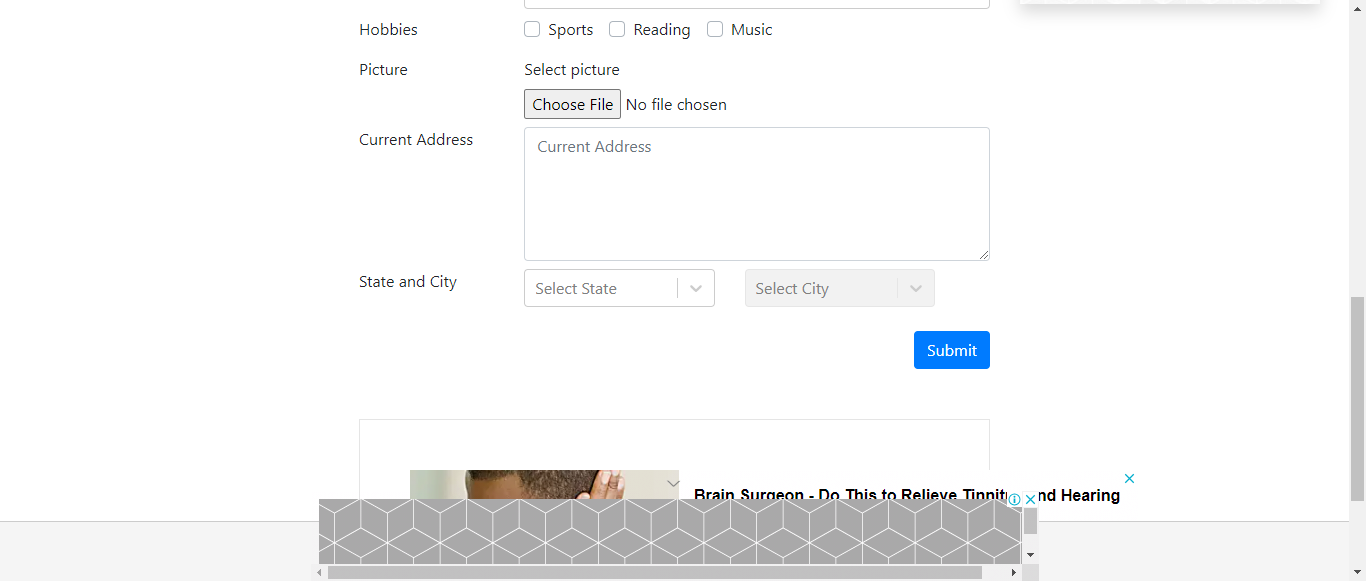 Hobbies Sports Reading Music
Picture Select picture
Choose File No file chosen
Current Address Current Address
State and City Select State Select City
Submit
Brain Surgeon - Do This to Relieve Tinnit nd Hearing